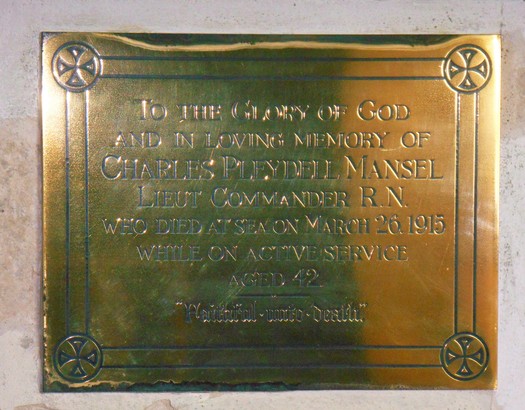 TO THE GLORY OF GOD
AND IN LOVING MEMORY OF
CHARLES PLEYDELL MANSEL
LIEUT COMMANDER R.N.
WHO DIED AT SEA ON MARCH 26, 1915
WHILE ON ACTIVE SERVICE
AGED 42.
"Faithful-unto-death."